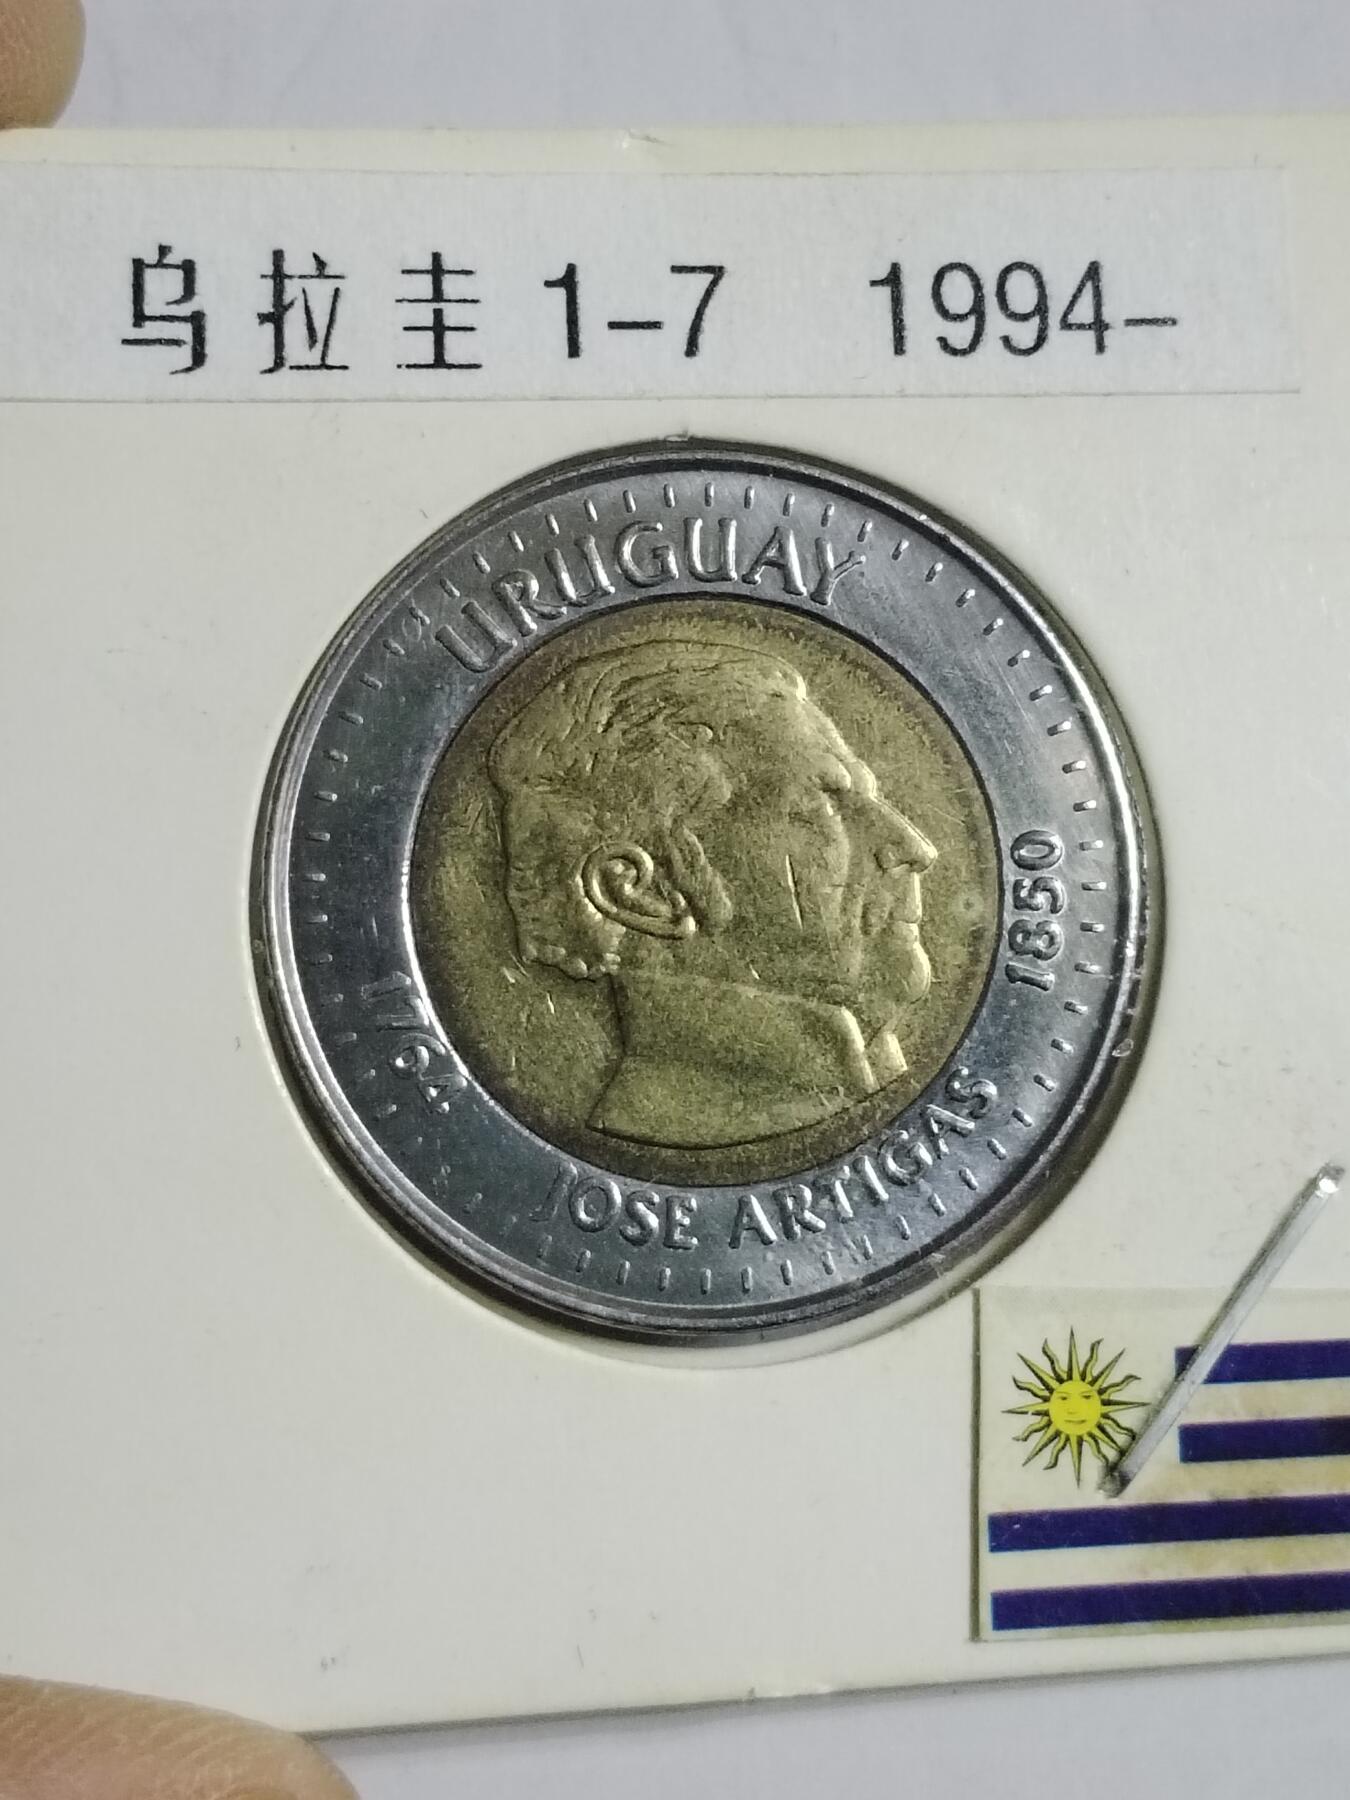 乌拉圭1-7 1994-
URUGUAY
1764
1850
JOSE ARTIGAS